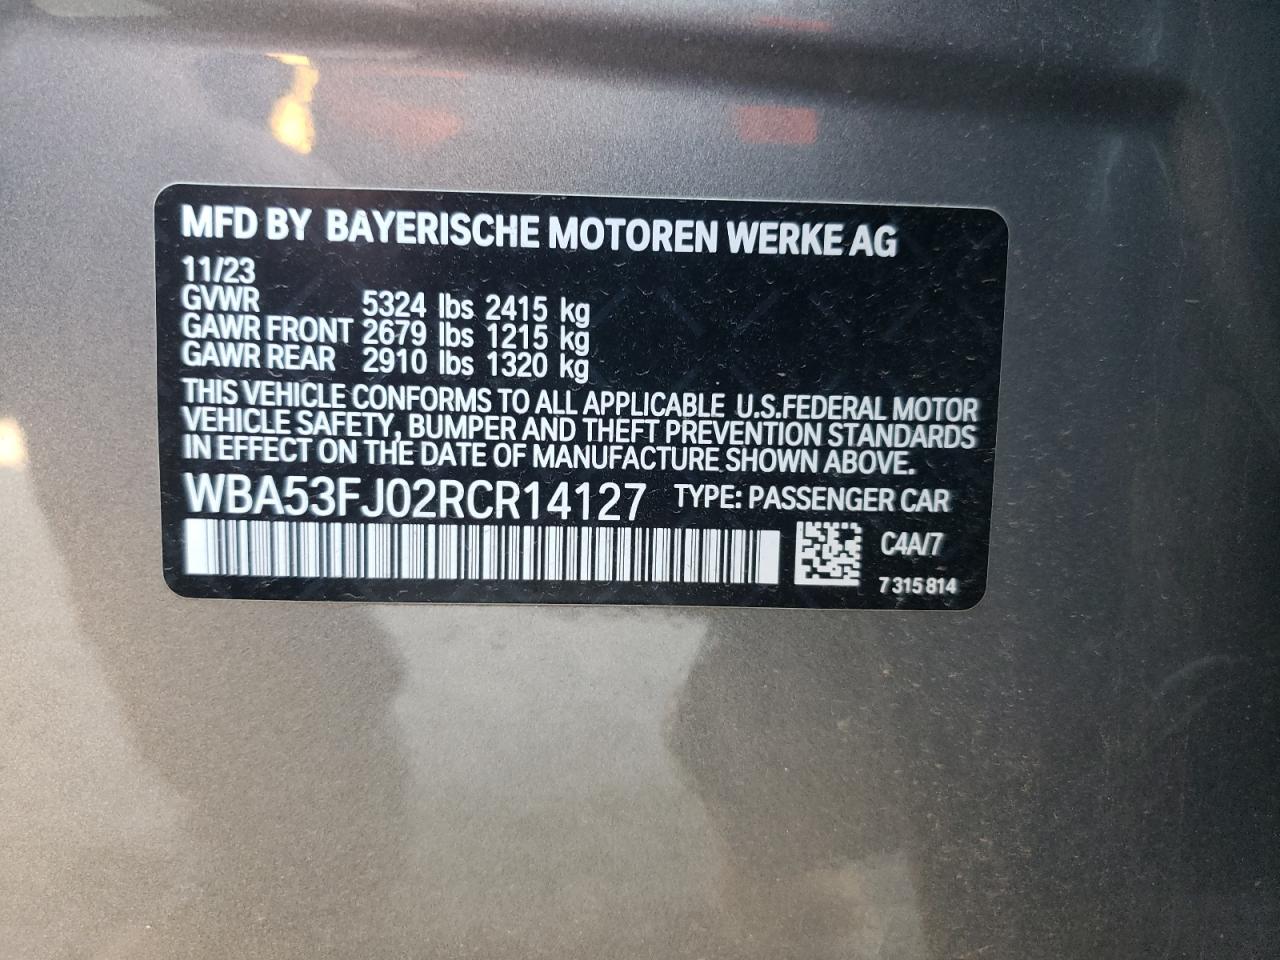 MFD BY BAYERISCHE MOTOREN WERKE AG
11/23
GVWR 5324 lbs 2415 kg
GAWR FRONT 2679 lbs 1215 kg
GAWR REAR 2910 lbs 1320 kg
THIS VEHICLE CONFORMS TO ALL APPLICABLE U.S.FEDERAL MOTOR
VEHICLE SAFETY, BUMPER AND THEFT PREVENTION STANDARDS
IN EFFECT ON THE DATE OF MANUFACTURE SHOWN ABOVE.
WBA53FJ02RCR14127 TYPE: PASSENGER CAR
C4A/7
7 315 814